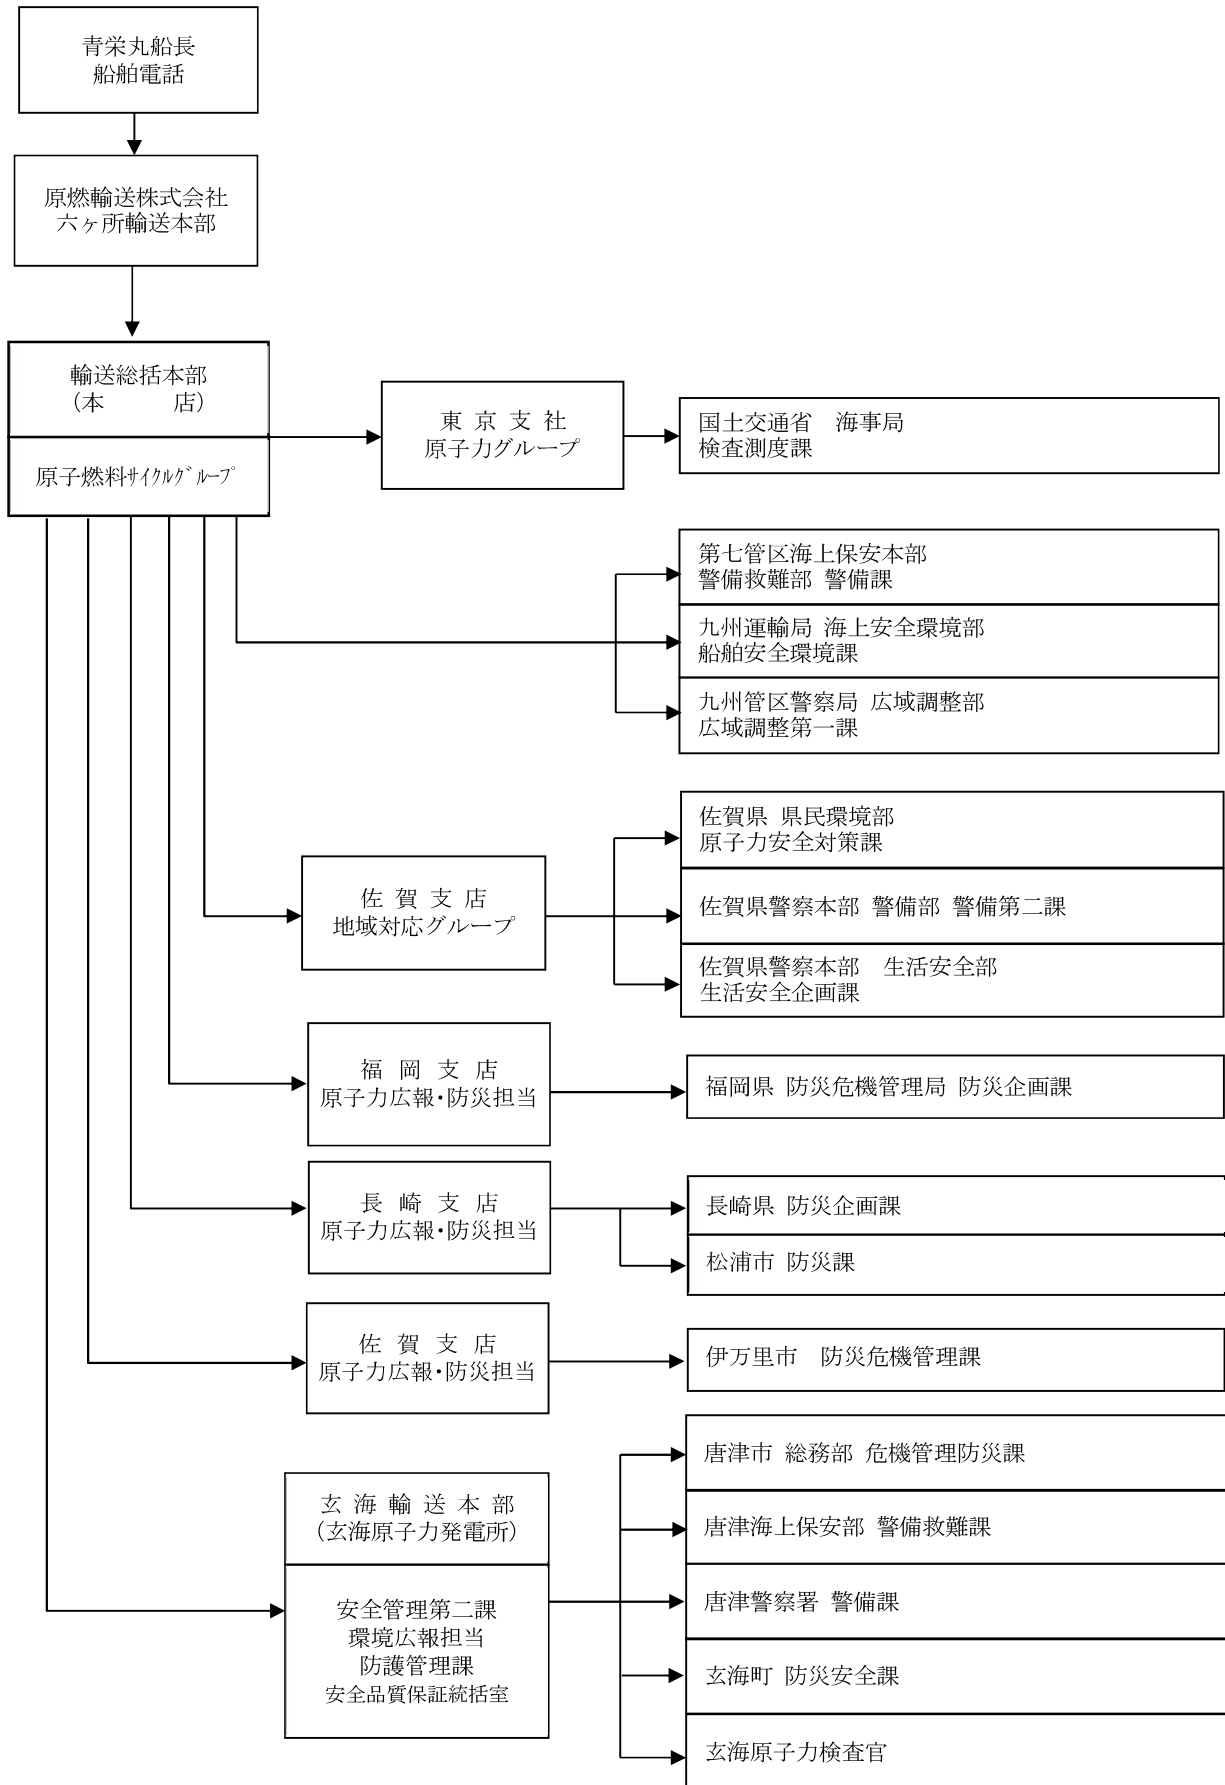 青栄丸船長
船舶電話
原燃輸送株式会社
六ヶ所輸送本部
輸送総括本部
（本　　　店）
原子燃料ｻｲｸﾙｸﾞﾙｰﾌﾟ
東 京 支 社
原子力グループ
国土交通省　海事局
検査測度課
第七管区海上保安本部
警備救難部 警備課
九州運輸局 海上安全環境部
船舶安全環境課
九州管区警察局 広域調整部
広域調整第一課
佐 賀 支 店
地域対応グループ
佐賀県 県民環境部
原子力安全対策課
佐賀県警察本部 警備部 警備第二課
佐賀県警察本部　生活安全部
生活安全企画課
福 岡 支 店
原子力広報・防災担当
福岡県 防災危機管理局 防災企画課
長 崎 支 店
原子力広報・防災担当
長崎県 防災企画課
松浦市 防災課
佐 賀 支 店
原子力広報・防災担当
伊万里市　防災危機管理課
玄 海 輸 送 本 部
（玄海原子力発電所）
安全管理第二課
環境広報担当
防護管理課
安全品質保証統括室
唐津市 総務部 危機管理防災課
唐津海上保安部 警備救難課
唐津警察署 警備課
玄海町 防災安全課
玄海原子力検査官